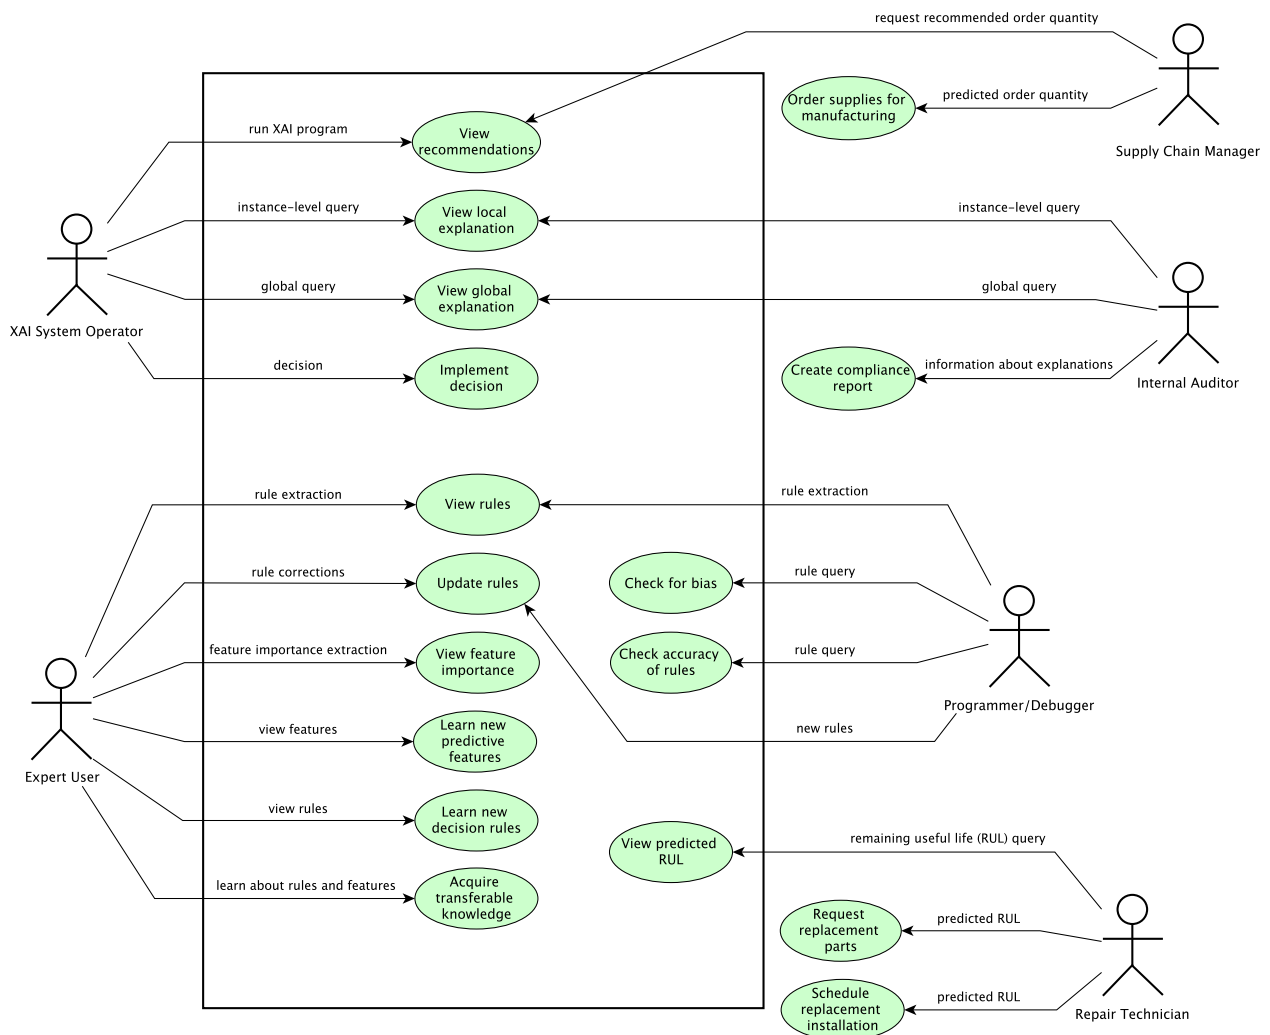 request recommended order quantity
Order supplies for
manufacturing
predicted order quantity
Supply Chain Manager
run XAI program
View
recommendations
instance-level query
View local
explanation
instance-level query
global query
View global
explanation
global query
XAI System Operator
decision
Implement
decision
Create compliance
report
information about explanations
Internal Auditor
rule extraction
View rules
rule extraction
rule corrections
Update rules
Check for bias
rule query
feature importance extraction
View feature
importance
Check accuracy
of rules
rule query
Programmer/Debugger
view features
Learn new
predictive
features
new rules
Expert User
view rules
Learn new
decision rules
View predicted
RUL
remaining useful life (RUL) query
learn about rules and features
Acquire
transferable
knowledge
Request
replacement
parts
predicted RUL
Schedule
replacement
installation
predicted RUL
Repair Technician